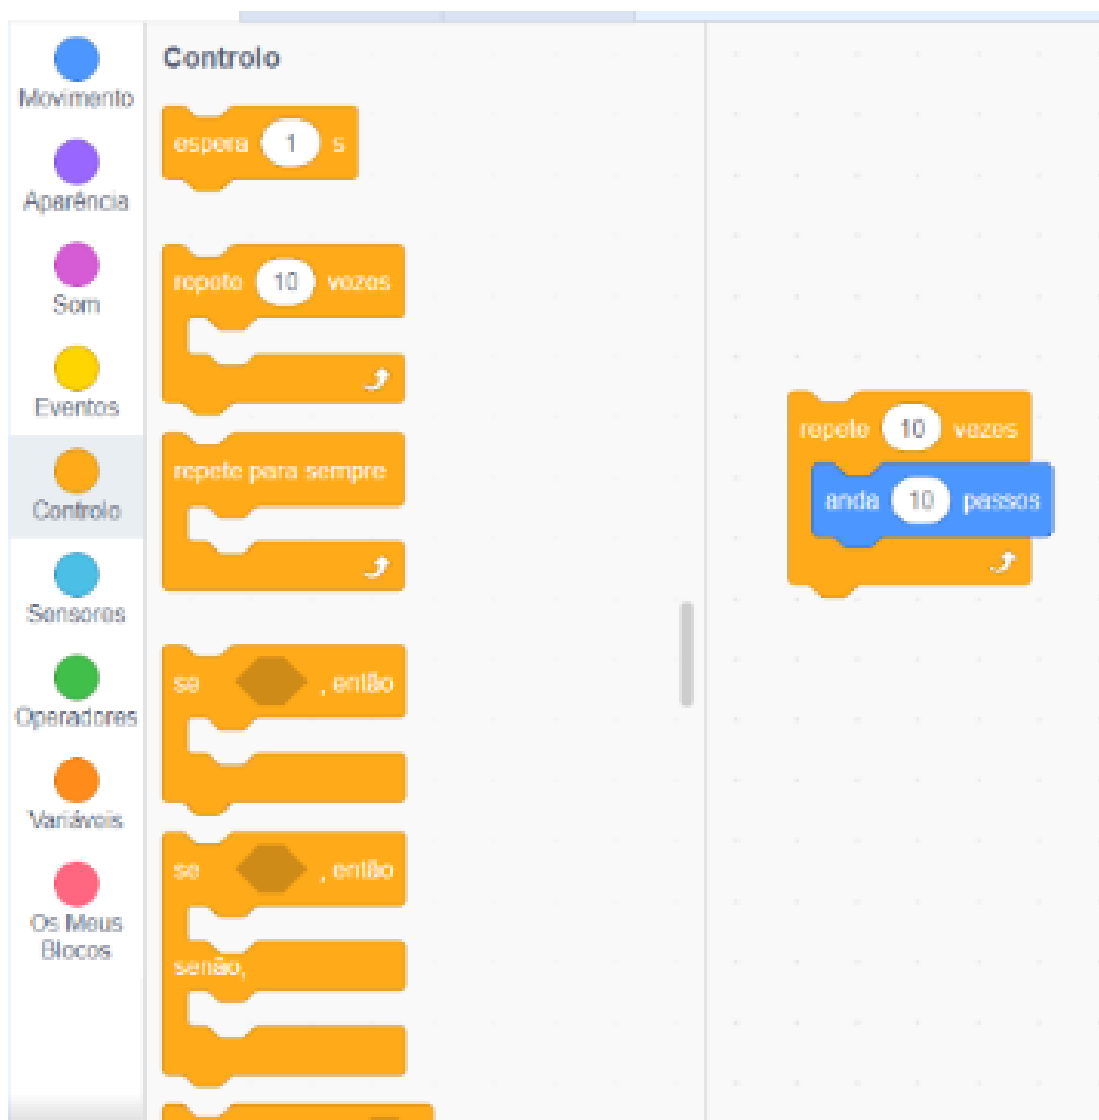 Movimento
Aparência
Som
Eventos
Controlo
Sensores
Operadores
Variáveis
Os Meus
Blocos
Controlo
espera 1 s
repete 10 vezes
repete para sempre
se , então
se , então
senão,
repete 10 vezes
anda 10 passos